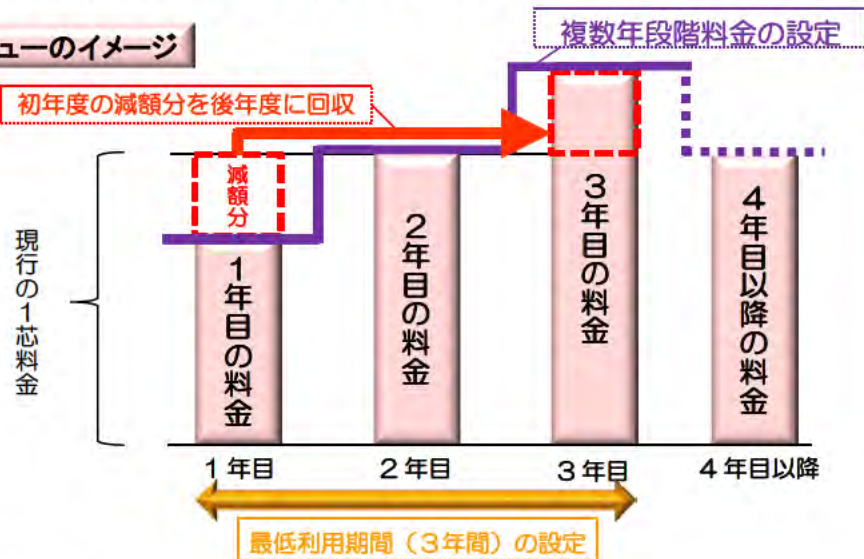 ューのイメージ
複数年段階料金の設定
初年度の減額分を後年度に回収
減額分
現行の1芯料金
1年目の料金
2年目の料金
3年目の料金
4年目以降の料金
1年目
2年目
3年目
4年目以降
最低利用期間（3年間）の設定